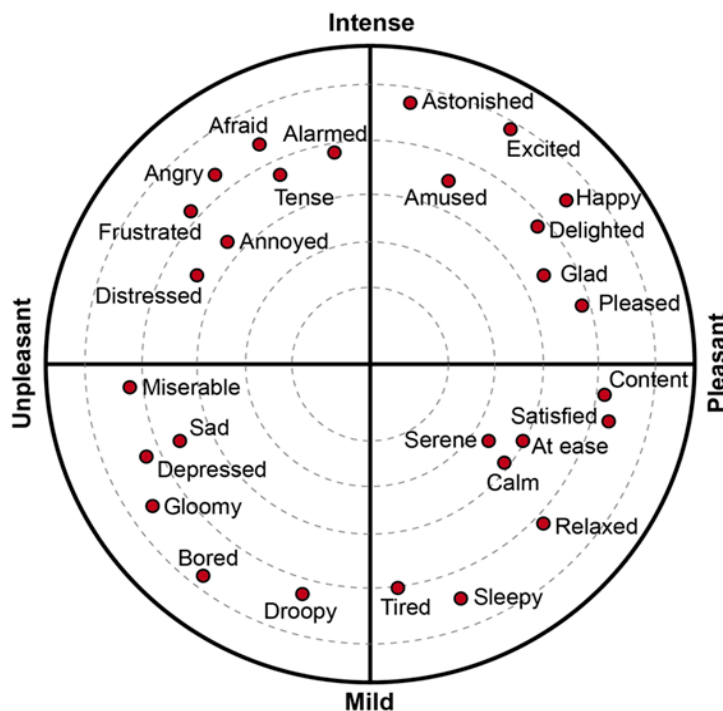 Intense
Astonished
Afraid
Alarmed
Excited
Angry
Tense
Amused
Happy
Frustrated
Annoyed
Delighted
Distressed
Glad
Pleased
Unpleasant
Pleasant
Miserable
Content
Sad
Satisfied
Serene
At ease
Depressed
Calm
Gloomy
Relaxed
Bored
Droopy
Tired
Sleepy
Mild